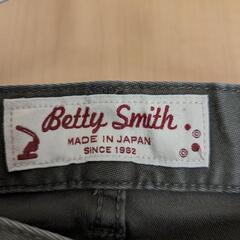 Betty Smith
MADE IN JAPAN
SINCE 1962